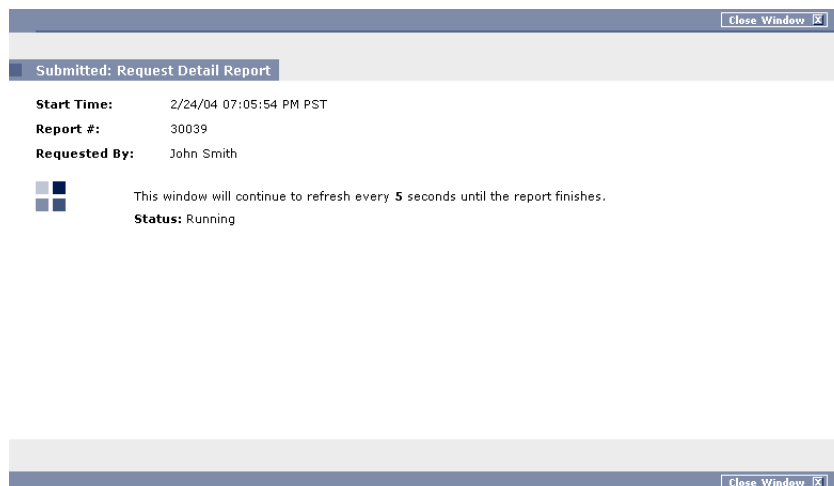 Close Window X
Submitted: Request Detail Report
Start Time: 2/24/04 07:05:54 PM PST
Report #: 30039
Requested By: John Smith
This window will continue to refresh every 5 seconds until the report finishes.
Status: Running
Close Window X